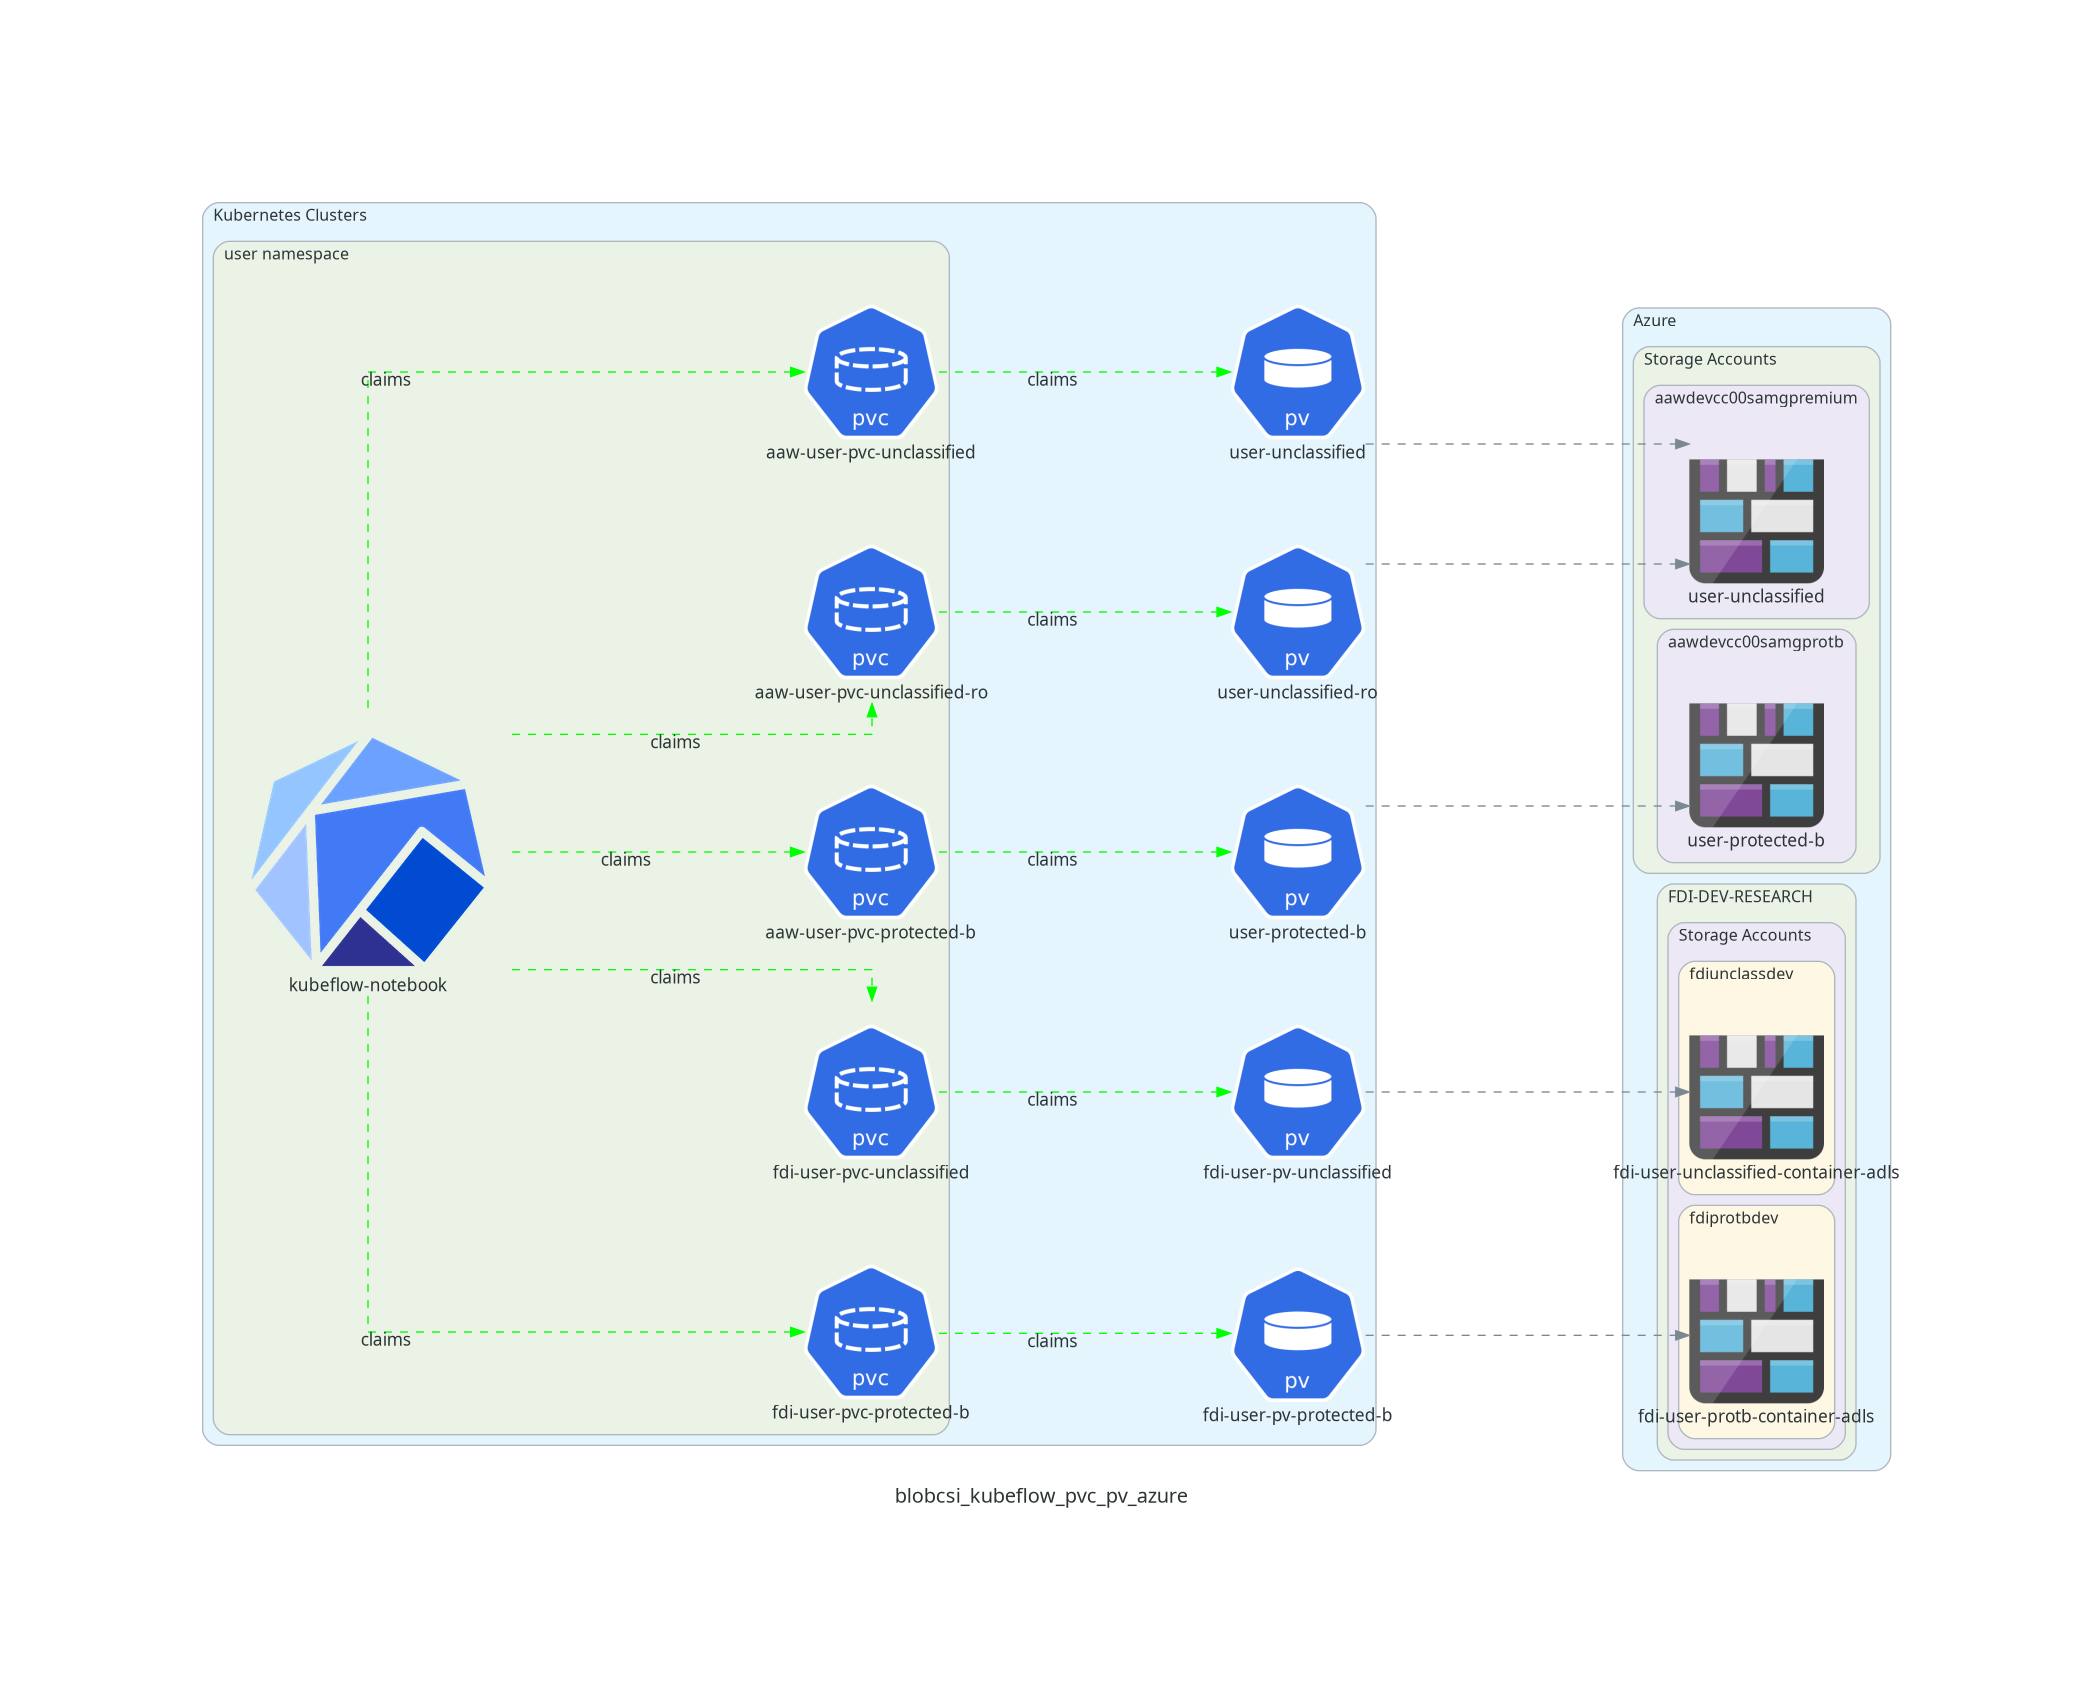 Kubernetes Clusters
user namespace
claims
pvc
aaw-user-pvc-unclassified
claims
pv
user-unclassified
pvc
aaw-user-pvc-unclassified-ro
claims
pv
user-unclassified-ro
claims
claims
pvc
aaw-user-pvc-protected-b
claims
pv
user-protected-b
kubeflow-notebook
claims
pvc
fdi-user-pvc-unclassified
claims
pv
fdi-user-pv-unclassified
claims
pvc
fdi-user-pvc-protected-b
claims
pv
fdi-user-pv-protected-b
Azure
Storage Accounts
aawdevcc00samgpremium
user-unclassified
aawdevcc00samgprotb
user-protected-b
FDI-DEV-RESEARCH
Storage Accounts
fdiunclassdev
fdi-user-unclassified-container-adls
fdiprotbdev
fdi-user-protb-container-adls
blobcsi_kubeflow_pvc_pv_azure